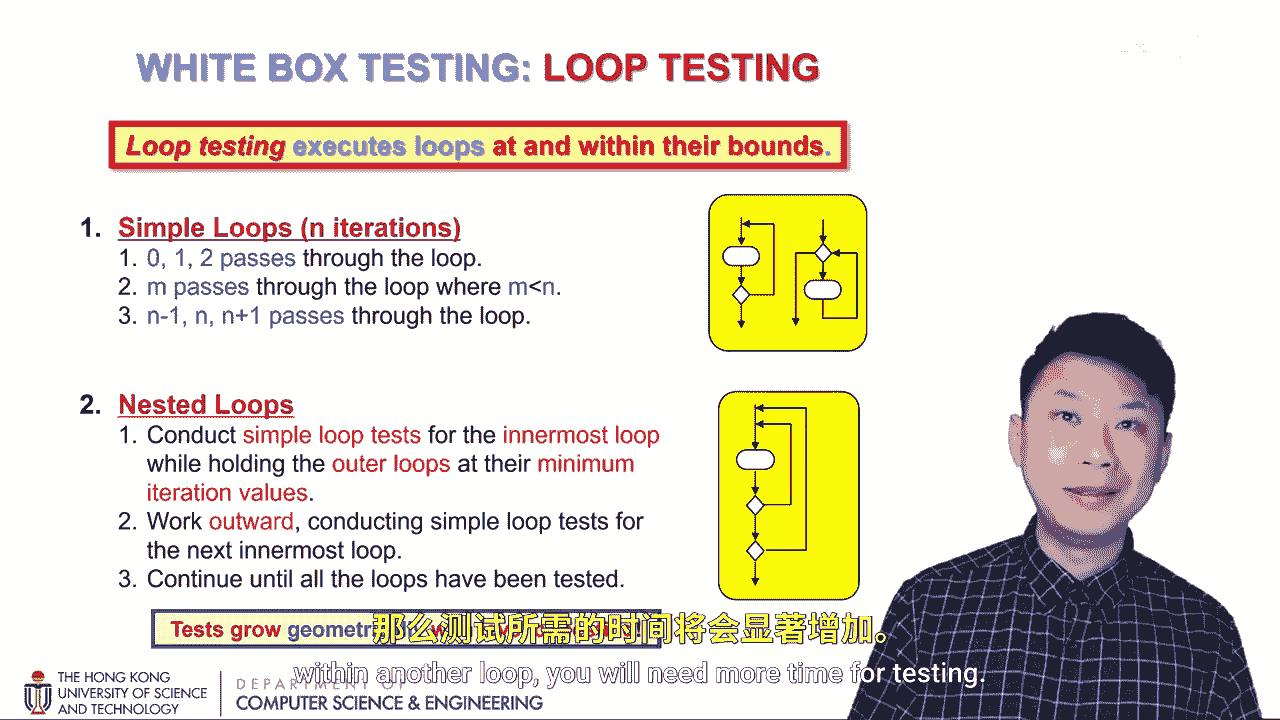 WHITE BOX TESTING: LOOP TESTING
Loop testing executes loops at and within their bounds.
1. Simple Loops (n iterations)
1. 0, 1, 2 passes through the loop.
2. m passes through the loop where m<n.
3. n-1, n, n+1 passes through the loop.
2. Nested Loops
1. Conduct simple loop tests for the innermost loop
while holding the outer loops at their minimum
iteration values.
2. Work outward, conducting simple loop tests for
the next innermost loop.
3. Continue until all the loops have been tested.
Tests grow
那么测试所需的时间将会显著增加。
within another loop, you will need more time for testing.
THE HONG KONG
UNIVERSITY OF SCIENCE
AND TECHNOLOGY
DEPARTMENT OF
COMPUTER SCIENCE & ENGINEERING